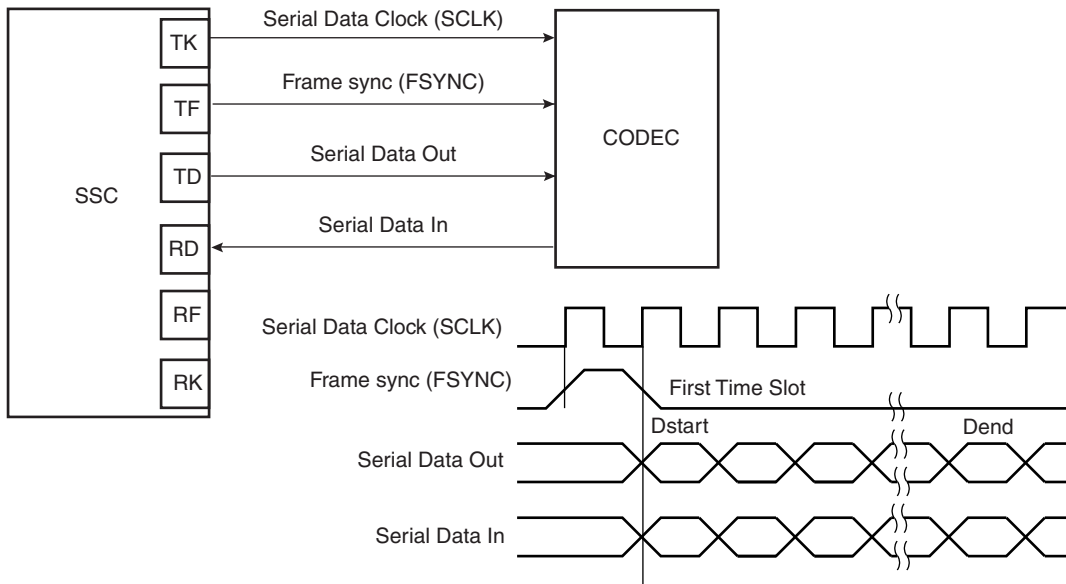 TK
Serial Data Clock (SCLK)
TF
Frame sync (FSYNC)
CODEC
TD
Serial Data Out
SSC
RD
Serial Data In
RF
RK
Serial Data Clock (SCLK)
Frame sync (FSYNC)
First Time Slot
Dstart
Dend
Serial Data Out
Serial Data In